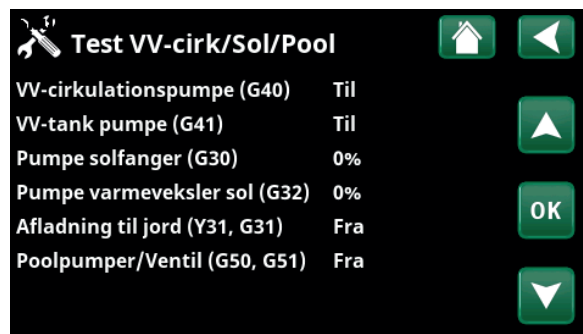 Test VV-cirk/Sol/Pool
VV-cirkulationspumpe (G40) Til
VV-tank pumpe (G41) Til
Pumpe solfanger (G30) 0%
Pumpe varmeveksler sol (G32) 0%
Afladning til jord (Y31, G31) Fra
Poolpumper/Ventil (G50, G51) Fra
OK